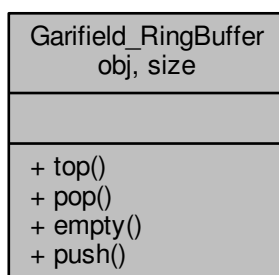 Garifield_RingBuffer
obj, size
+ top()
+ pop()
+ empty()
+ push()